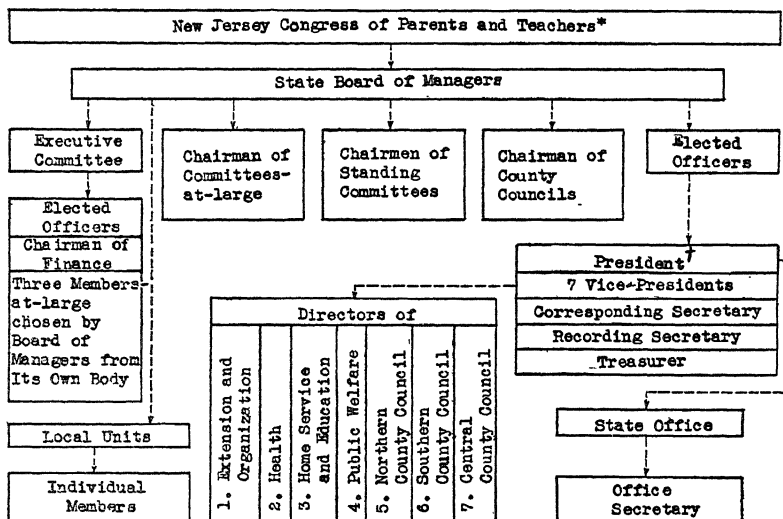 New Jersey Congress of Parents and Teachers*
State Board of Managers
Executive
Committee
Chairman of
Committees-
at-large
Chairmen of
Standing
Committees
Chairman of
County
Councils
Elected
Officers
Elected
Officers
Chairman of
Finance
Three Members-
at-large
chosen by
Board of
Managers from
Its Own Body
President†
7 Vice-Presidents
Corresponding Secretary
Recording Secretary
Treasurer
Directors of
1. Extension and
Organization
2. Health
3. Home Service
and Education
4. Public Welfare
5. Northern
County Council
6. Southern
County Council
7. Central
County Council
Local Units
Individual
Members
State Office
Office
Secretary